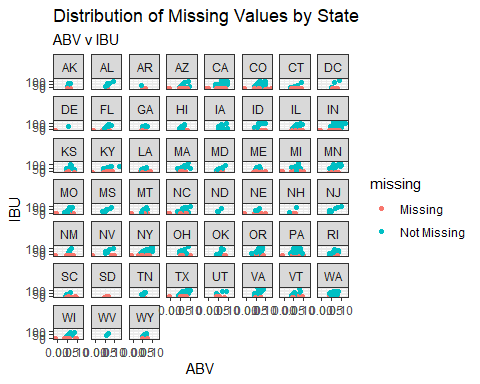 Distribution of Missing Values by State
ABV v IBU
AK AL AR AZ CA CO CT DC
DE FL GA HI IA ID IL IN
KS KY LA MA MD ME MI MN
MO MS MT NC ND NE NH NJ
NM NV NY OH OK OR PA RI
SC SD TN TX UT VA VT WA
WI WV WY
IBU
ABV
missing
Missing
Not Missing